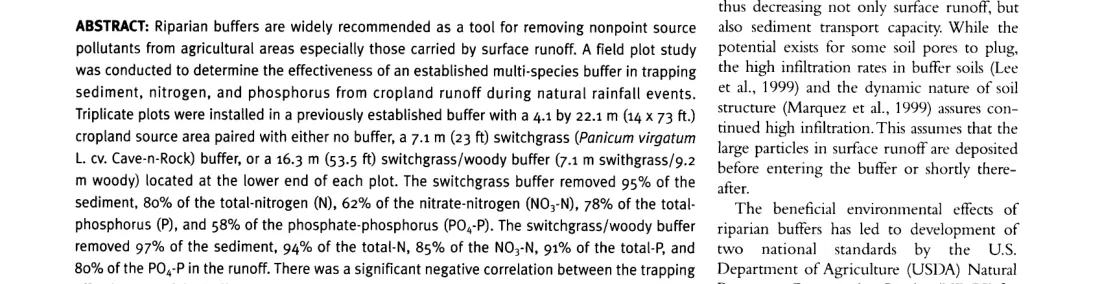 ABSTRACT: Riparian buffers are widely recommended as a tool for removing nonpoint source
pollutants from agricultural areas especially those carried by surface runoff. A field plot study
was conducted to determine the effectiveness of an established multi-species buffer in trapping
sediment, nitrogen, and phosphorus from cropland runoff during natural rainfall events.
Triplicate plots were installed in a previously established buffer with a 4.1 by 22.1 m (14 x 73 ft.)
cropland source area paired with either no buffer, a 7.1 m (23 ft) switchgrass (Panicum virgatum
L. cv. Cave-n-Rock) buffer, or a 16.3 m (53.5 ft) switchgrass/woody buffer (7.1 m swithgrass/9.2
m woody) located at the lower end of each plot. The switchgrass buffer removed 95% of the
sediment, 80% of the total-nitrogen (N), 62% of the nitrate-nitrogen (NO₃-N), 78% of the total-
phosphorus (P), and 58% of the phosphate-phosphorus (PO₄-P). The switchgrass/woody buffer
removed 97% of the sediment, 94% of the total-N, 85% of the NO₃-N, 91% of the total-P, and
80% of the PO₄-P in the runoff. There was a significant negative correlation between the trapping
thus decreasing not only surface runoff, but
also sediment transport capacity. While the
potential exists for some soil pores to plug,
the high infiltration rates in buffer soils (Lee
et al., 1999) and the dynamic nature of soil
structure (Marquez et al., 1999) assures con-
tinued high infiltration. This assumes that the
large particles in surface runoff are deposited
before entering the buffer or shortly there-
after.
The beneficial environmental effects of
riparian buffers has led to development of
two national standards by the U.S.
Department of Agriculture (USDA) Natural